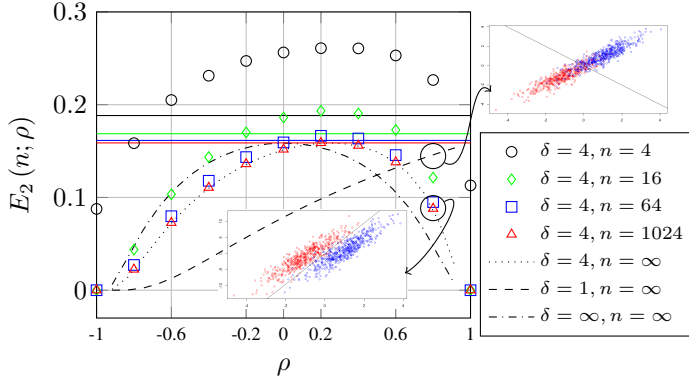 0.3
0.2
0.1
0
E₂ (n; ρ)
-1
-0.6
-0.2
0
0.2
0.6
1
ρ
δ = 4, n = 4
δ = 4, n = 16
δ = 4, n = 64
δ = 4, n = 1024
δ = 4, n = ∞
δ = 1, n = ∞
δ = ∞, n = ∞